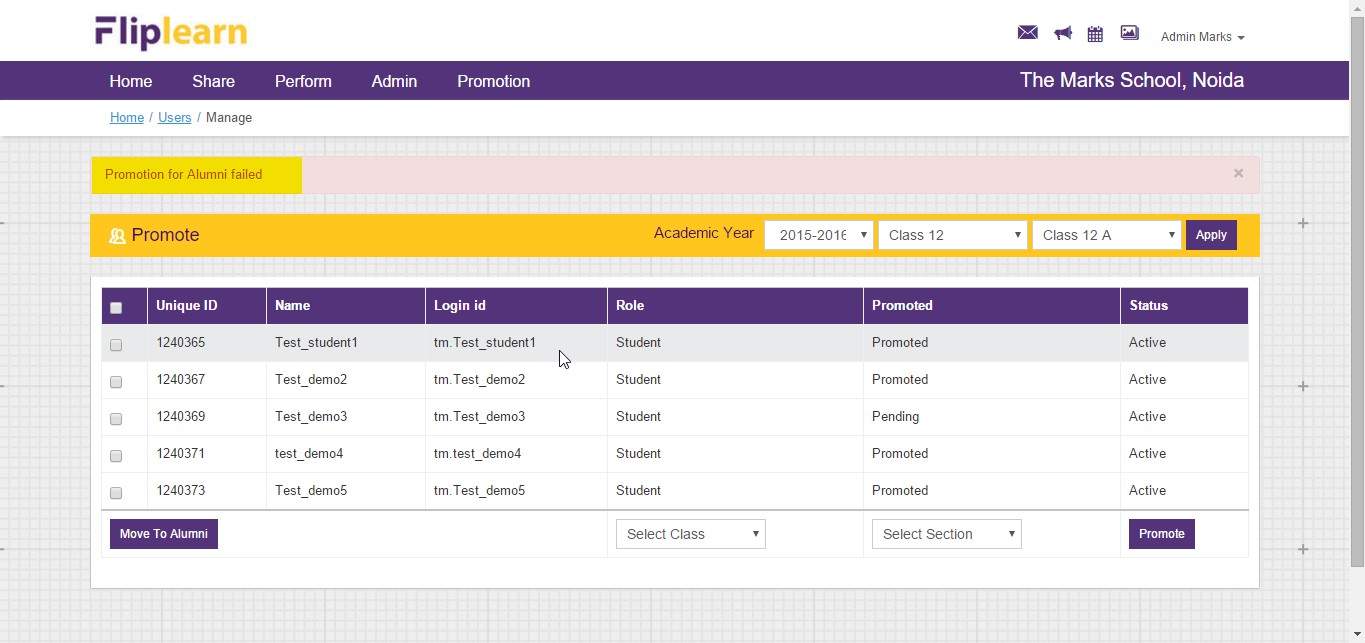 Fliplearn
Admin Marks
Home Share Perform Admin Promotion The Marks School, Noida
Home / Users / Manage
Promotion for Alumni failed ×
Promote Academic Year 2015-2016 Class 12 Class 12 A Apply
Unique ID Name Login id Role Promoted Status
1240365 Test_student1 tm.Test_student1 Student Promoted Active
1240367 Test_demo2 tm.Test_demo2 Student Promoted Active
1240369 Test_demo3 tm.Test_demo3 Student Pending Active
1240371 test_demo4 tm.test_demo4 Student Promoted Active
1240373 Test_demo5 tm.Test_demo5 Student Promoted Active
Move To Alumni Select Class Select Section Promote